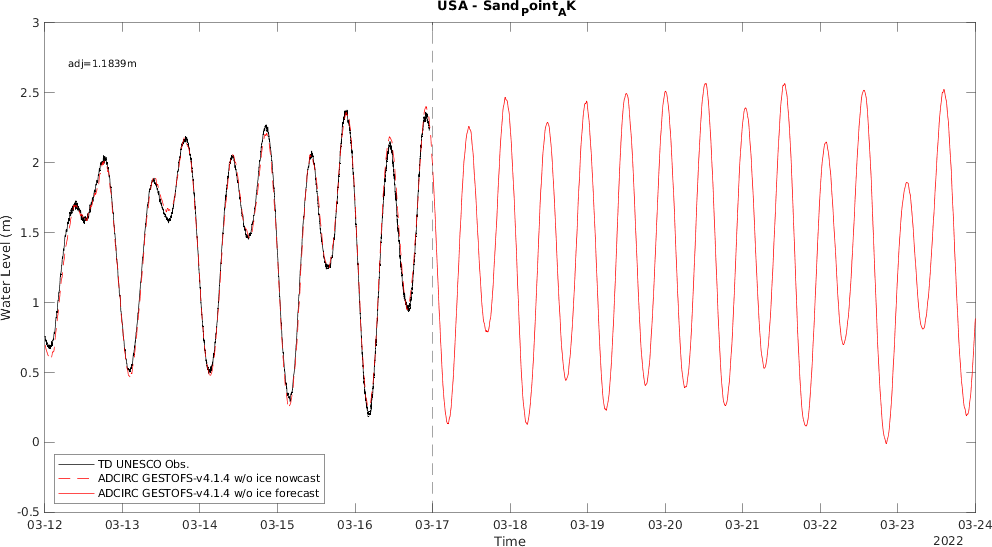 USA - Sand_Point_AK
adj=1.1839m
3
2.5
2
1.5
1
0.5
0
-0.5
Water Level (m)
TD UNESCO Obs.
ADCIRC GESTOFS-v4.1.4 w/o ice nowcast
ADCIRC GESTOFS-v4.1.4 w/o ice forecast
03-12 03-13 03-14 03-15 03-16 03-17 03-18 03-19 03-20 03-21 03-22 03-23 03-24
Time
2022